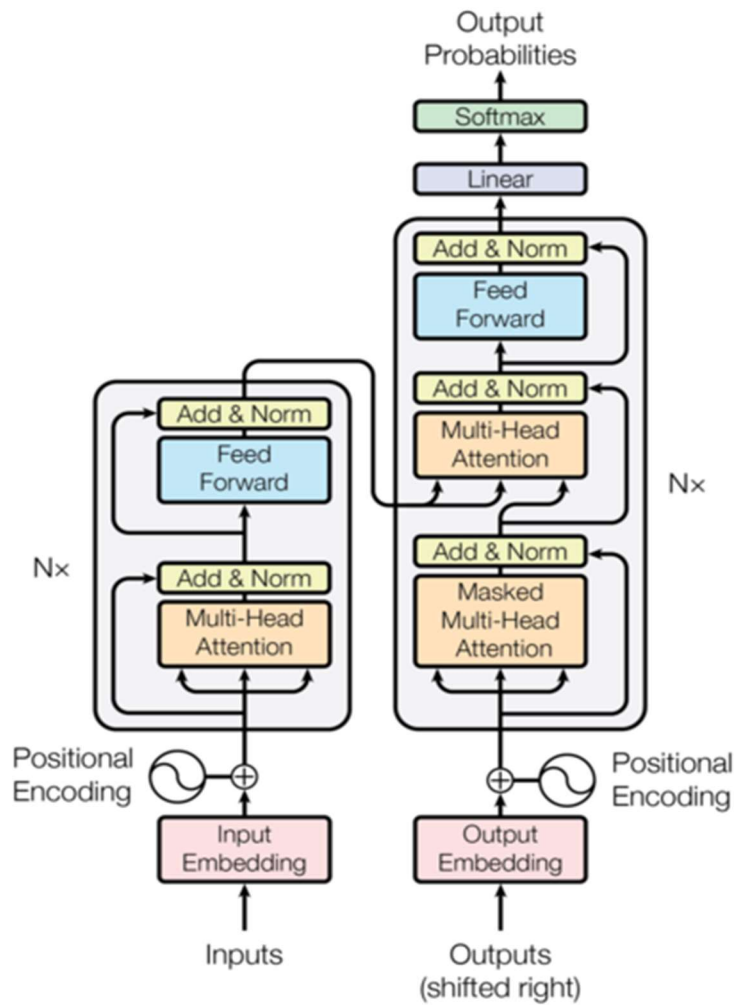 Output
Probabilities
Softmax
Linear
Add & Norm
Feed
Forward
Add & Norm
Multi-Head
Attention
N×
Add & Norm
Masked
Multi-Head
Attention
Add & Norm
Feed
Forward
N×
Add & Norm
Multi-Head
Attention
Positional
Encoding
Positional
Encoding
Input
Embedding
Output
Embedding
Inputs
Outputs
(shifted right)